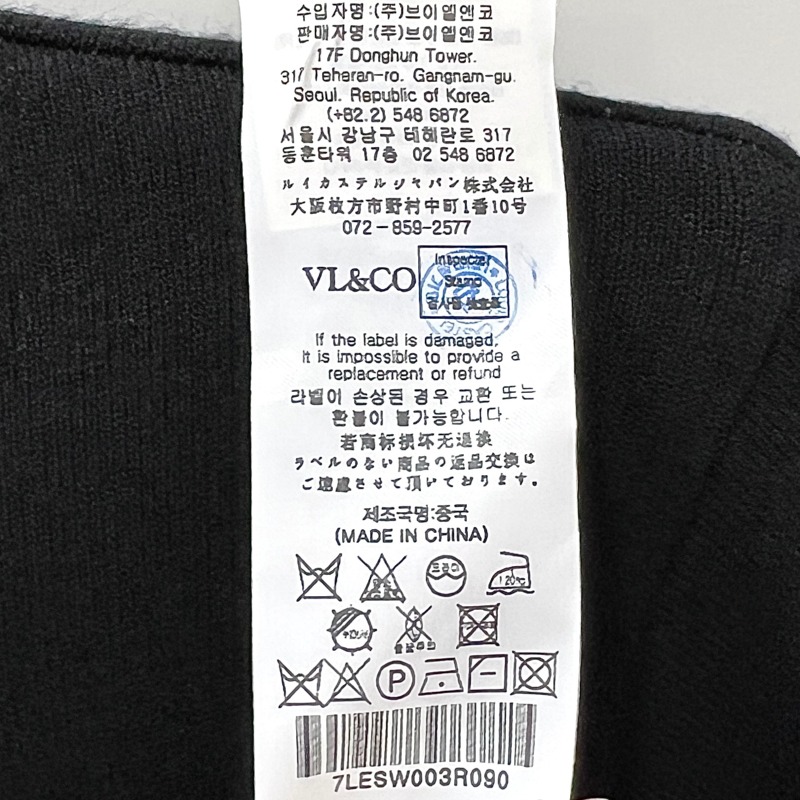 수입자명:(주)브이엘엔코
판매자명:(주)브이엘엔코
17F Donghun Tower.
317 Teheran-ro. Gangnam-gu.
Seoul. Republic of Korea.
(+82.2) 548 6872
서울시 강남구 테헤란로 317
동훈타워 17층 02 548 6872
ルイカステルジャパン株式会社
大阪枚方市野村中町1番10号
072-859-2577
VL&CO
Inspecter
Stamp
If the label is damaged,
It is impossible to provide a
replacement or refund
라벨이 손상된 경우 교환 또는
환불이 불가능합니다.
若商标损坏无退换
ラベルのない商品の返品交換は
ご遠慮させて頂いております。
제조국명:중국
(MADE IN CHINA)
드라이
120℃
P
7LESW003R090